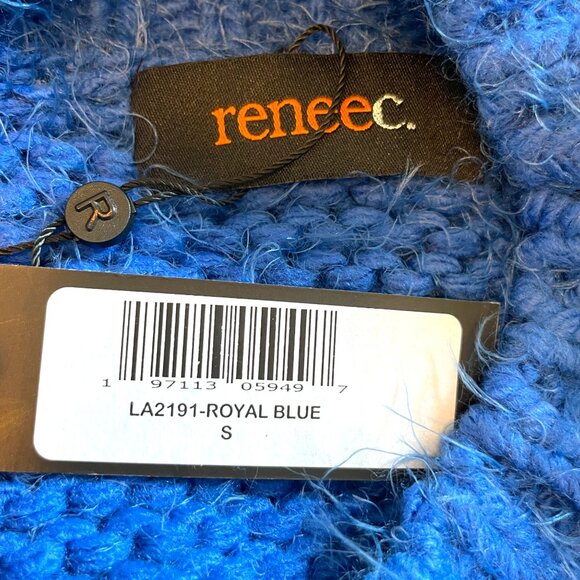 reneec.
R
1 97113 05949 7
LA2191-ROYAL BLUE
S